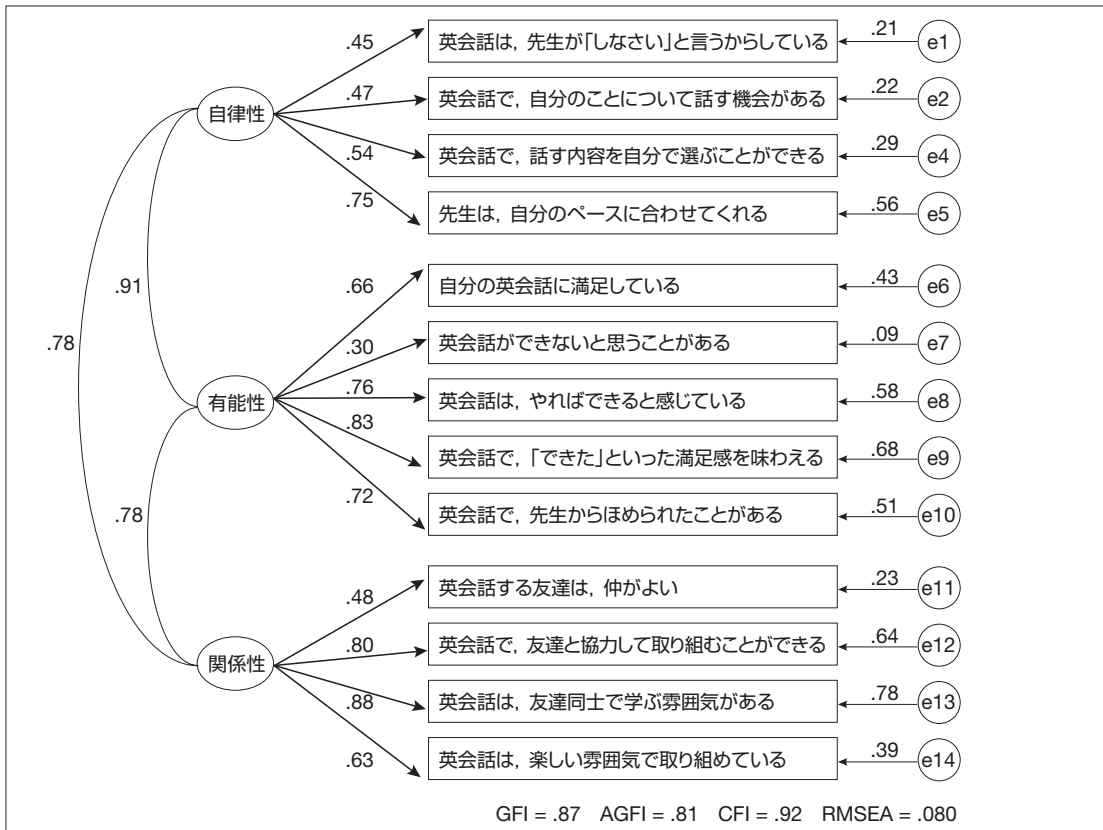 .45
英会話は，先生が「しなさい」と言うからしている
.21
e1
.47
英会話で，自分のことについて話す機会がある
.22
e2
自律性
.54
英会話で，話す内容を自分で選ぶことができる
.29
e4
.75
先生は，自分のペースに合わせてくれる
.56
e5
.91
.78
.66
自分の英会話に満足している
.43
e6
.30
英会話ができないと思うことがある
.09
e7
有能性
.76
英会話は，やればできると感じている
.58
e8
.83
英会話で，「できた」といった満足感を味わえる
.68
e9
.72
英会話で，先生からほめられたことがある
.51
e10
.78
.48
英会話する友達は，仲がよい
.23
e11
.80
英会話で，友達と協力して取り組むことができる
.64
e12
関係性
.88
英会話は，友達同士で学ぶ雰囲気がある
.78
e13
.63
英会話は，楽しい雰囲気で取り組めている
.39
e14
GFI = .87 AGFI = .81 CFI = .92 RMSEA = .080